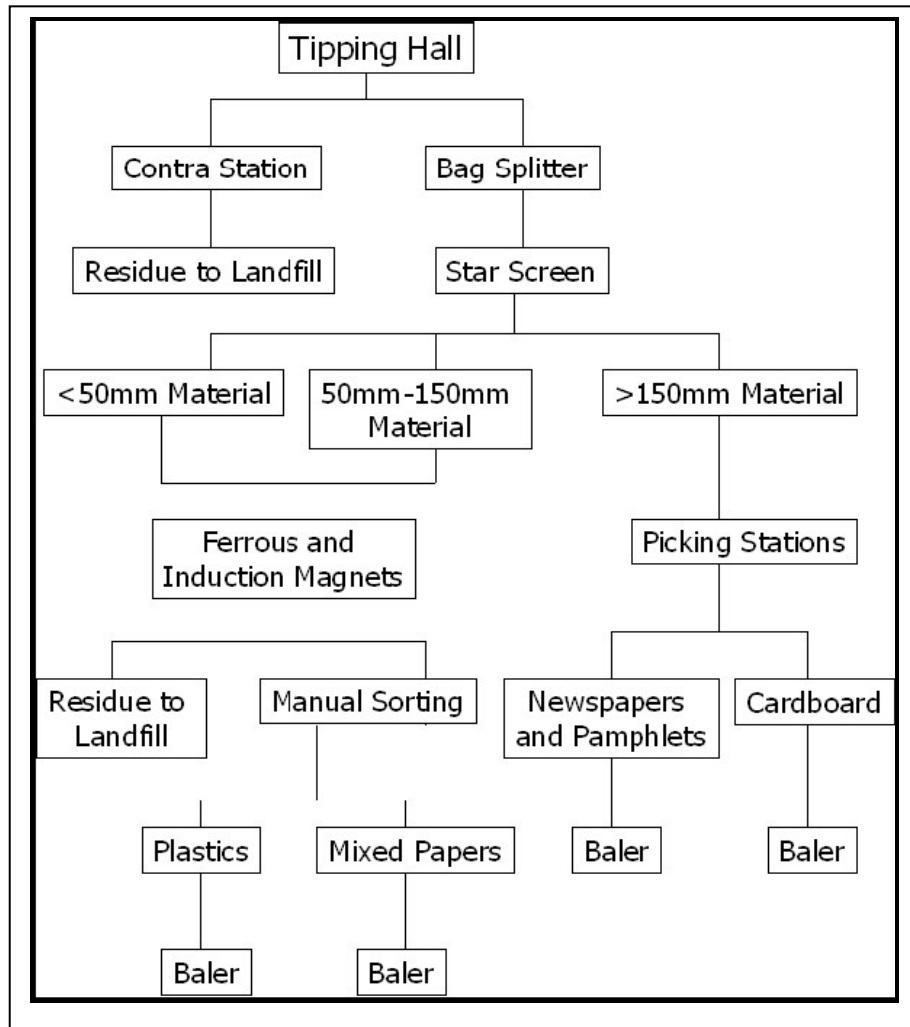 Tipping Hall
Contra Station
Bag Splitter
Residue to Landfill
Star Screen
<50mm Material
50mm-150mm
Material
>150mm Material
Ferrous and
Induction Magnets
Picking Stations
Residue to
Landfill
Manual Sorting
Newspapers
and Pamphlets
Cardboard
Plastics
Mixed Papers
Baler
Baler
Baler
Baler